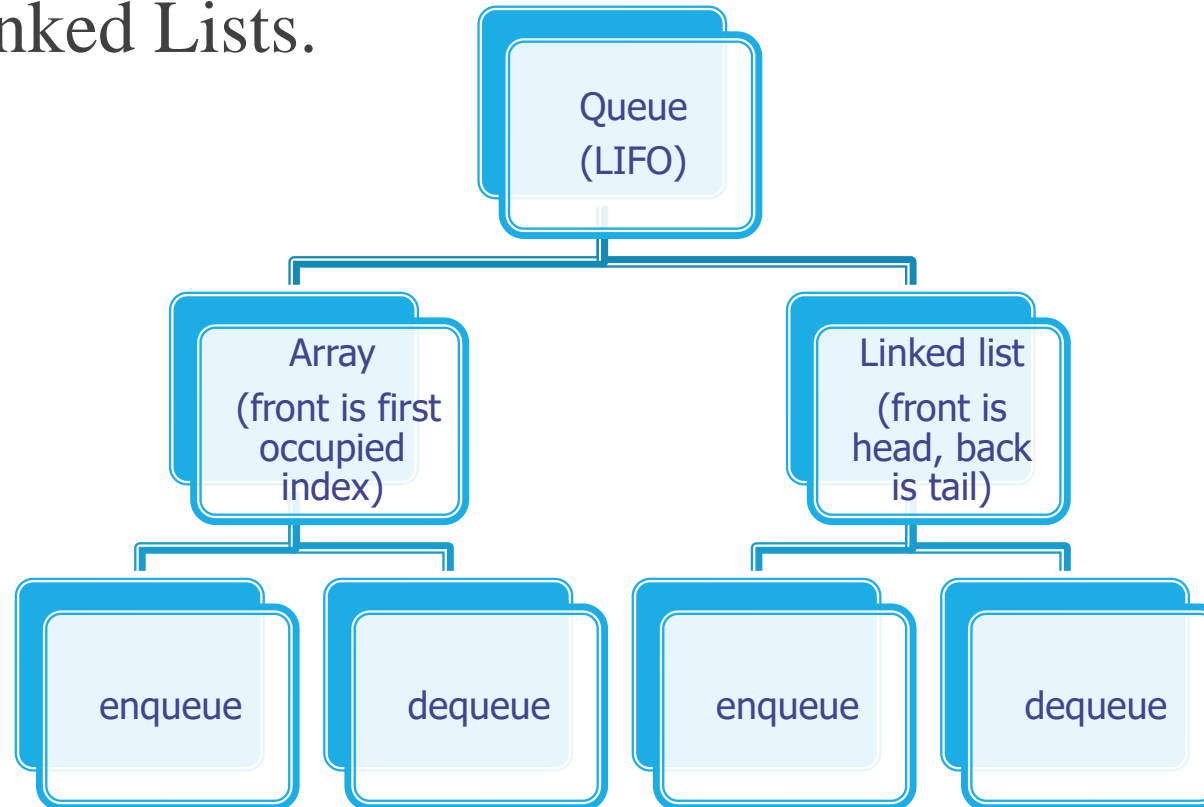 nked Lists.
Queue
(LIFO)
Array
(front is first
occupied
index)
Linked list
(front is
head, back
is tail)
enqueue
dequeue
enqueue
dequeue